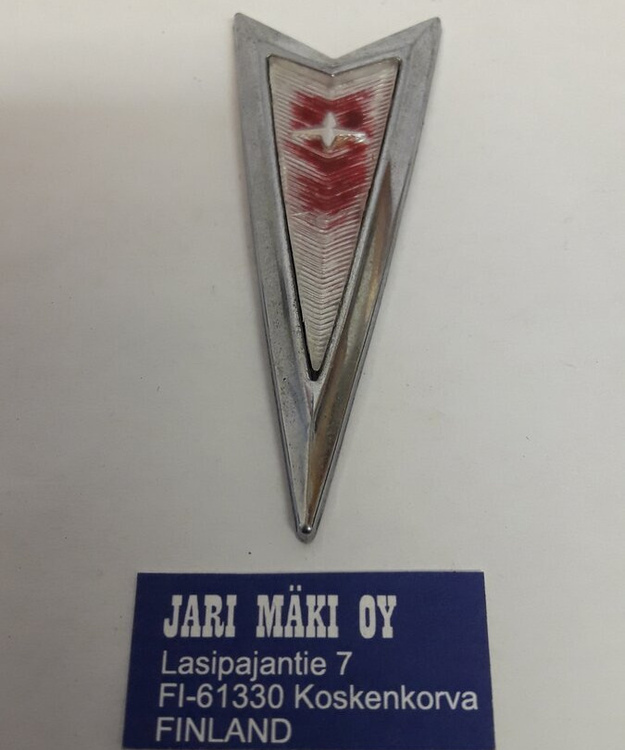 JARI MÄKI OY
Lasipajantie 7
FI-61330 Koskenkorva
FINLAND